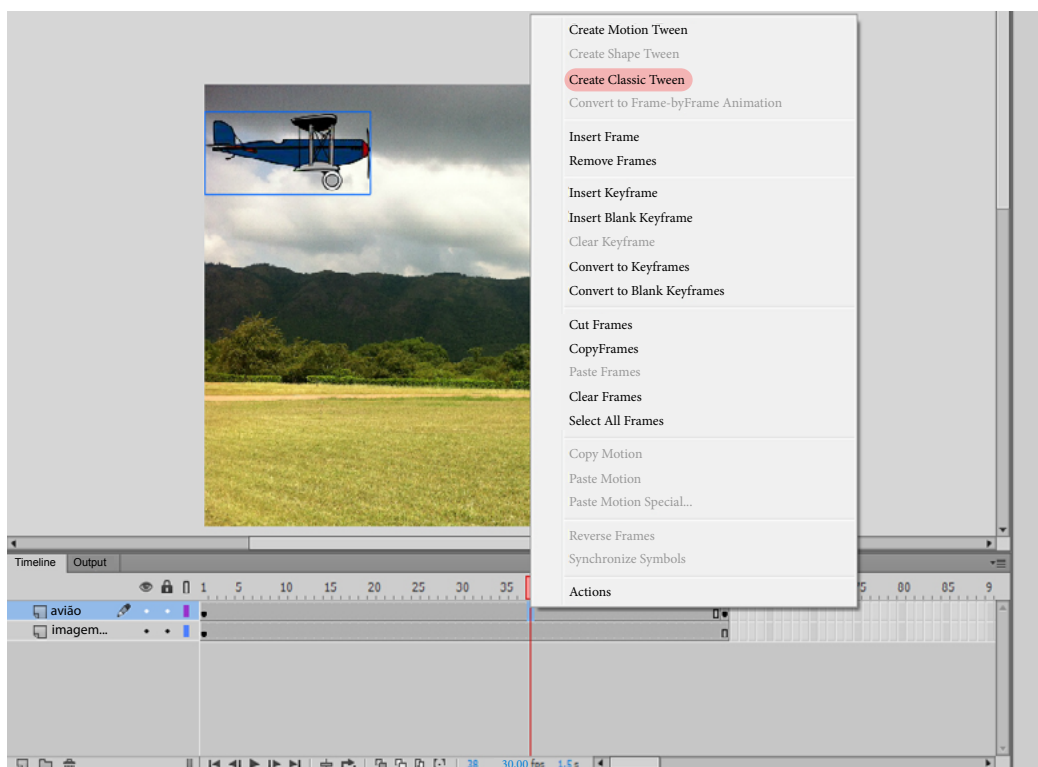 Create Motion Tween
Create Shape Tween
Create Classic Tween
Convert to Frame-byFrame Animation
Insert Frame
Remove Frames
Insert Keyframe
Insert Blank Keyframe
Clear Keyframe
Convert to Keyframes
Convert to Blank Keyframes
Cut Frames
CopyFrames
Paste Frames
Clear Frames
Select All Frames
Copy Motion
Paste Motion
Paste Motion Special...
Reverse Frames
Synchronize Symbols
Actions
Timeline Output
1 5 10 15 20 25 30 35 80 85 9
avião
imagem...
38 30.00 fps 1.5 s